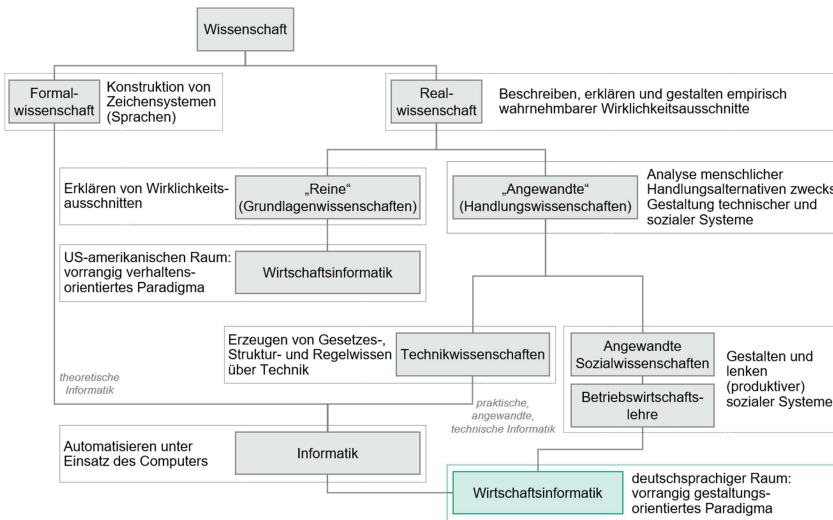 Wissenschaft
Formal-
wissenschaft
Konstruktion von
Zeichensystemen
(Sprachen)
Real-
wissenschaft
Beschreiben, erklären und gestalten empirisch
wahrnehmbarer Wirklichkeitsausschnitte
Erklären von Wirklichkeits-
ausschnitten
„Reine“
(Grundlagenwissenschaften)
„Angewandte“
(Handlungswissenschaften)
Analyse menschlicher
Handlungsalternativen zwecks
Gestaltung technischer und
sozialer Systeme
US-amerikanischen Raum:
vorrangig verhaltens-
orientiertes Paradigma
Wirtschaftsinformatik
Erzeugen von Gesetzes-,
Struktur- und Regelwissen
über Technik
Technikwissenschaften
Angewandte
Sozialwissenschaften
Betriebswirtschafts-
lehre
Gestalten und
lenken
(produktiver)
sozialer Systeme
theoretische
Informatik
praktische,
angewandte,
technische Informatik
Automatisieren unter
Einsatz des Computers
Informatik
Wirtschaftsinformatik
deutschsprachiger Raum:
vorrangig gestaltungs-
orientiertes Paradigma